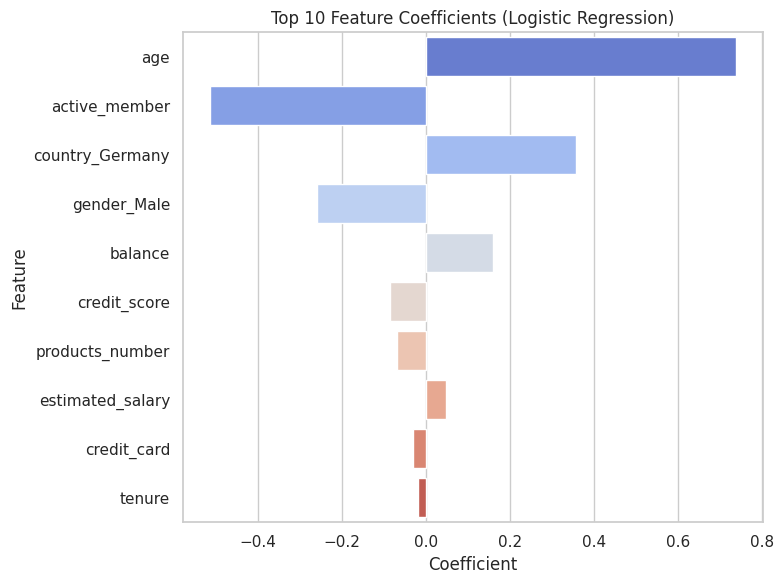 Top 10 Feature Coefficients (Logistic Regression)
Feature
age
active_member
country_Germany
gender_Male
balance
credit_score
products_number
estimated_salary
credit_card
tenure
−0.4 −0.2 0.0 0.2 0.4 0.6 0.8
Coefficient